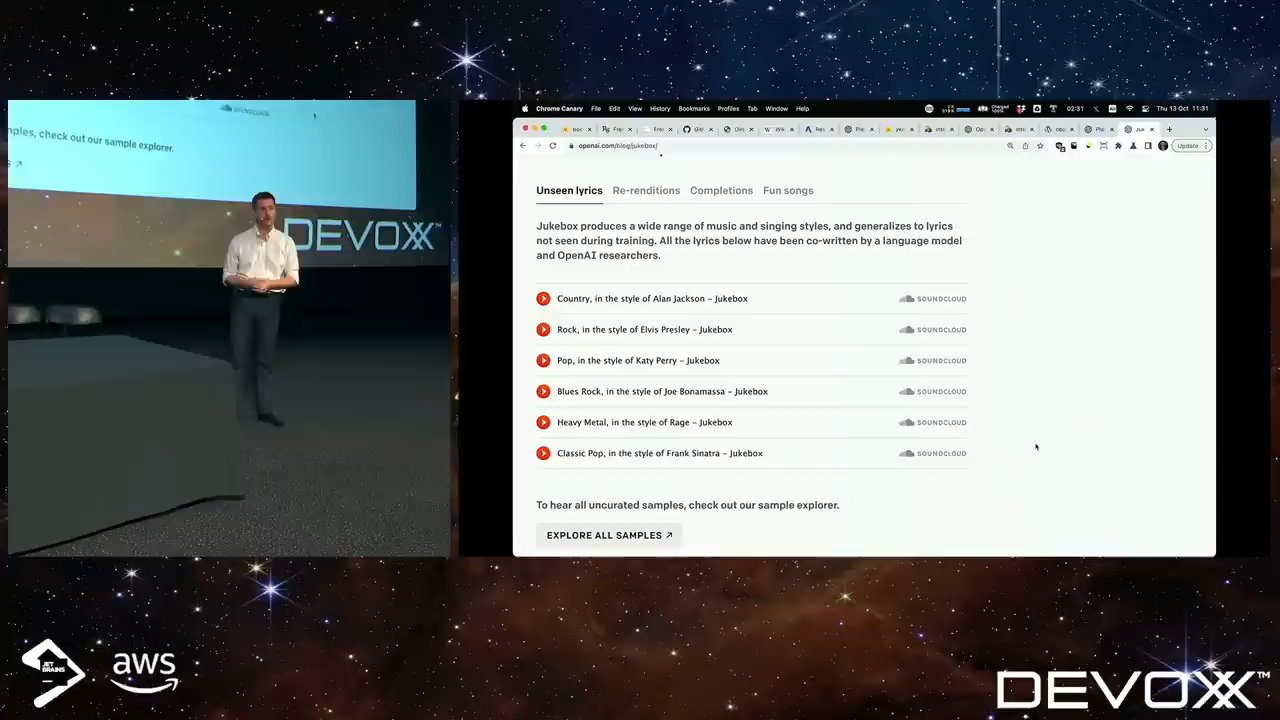 SOUNDCLOUD
mples, check out our sample explorer.
S ↗
DEVOXX™
Chrome Canary File Edit View History Bookmarks Profiles Tab Window Help
02:31
Thu 13 Oct 11:31
openai.com/blog/jukebox/
Update
Unseen lyrics Re-renditions Completions Fun songs
Jukebox produces a wide range of music and singing styles, and generalizes to lyrics
not seen during training. All the lyrics below have been co-written by a language model
and OpenAI researchers.
Country, in the style of Alan Jackson – Jukebox SOUNDCLOUD
Rock, in the style of Elvis Presley – Jukebox SOUNDCLOUD
Pop, in the style of Katy Perry – Jukebox SOUNDCLOUD
Blues Rock, in the style of Joe Bonamassa – Jukebox SOUNDCLOUD
Heavy Metal, in the style of Rage – Jukebox SOUNDCLOUD
Classic Pop, in the style of Frank Sinatra – Jukebox SOUNDCLOUD
To hear all uncurated samples, check out our sample explorer.
EXPLORE ALL SAMPLES ↗
JET
BRAINS
aws
DEVOXX™